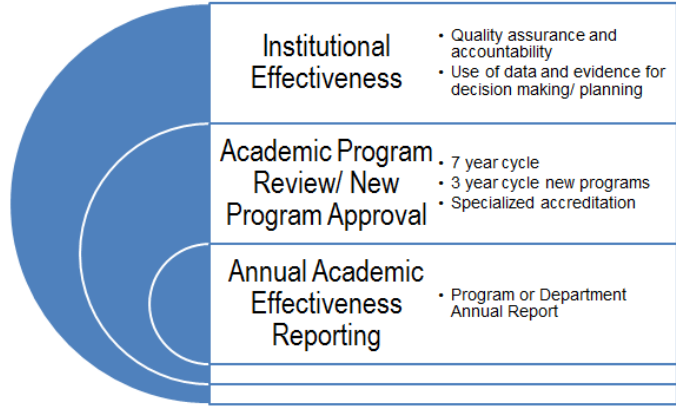 Institutional
Effectiveness
• Quality assurance and
accountability
• Use of data and evidence for
decision making/ planning
Academic Program
Review/ New
Program Approval
• 7 year cycle
• 3 year cycle new programs
• Specialized accreditation
Annual Academic
Effectiveness
Reporting
• Program or Department
Annual Report